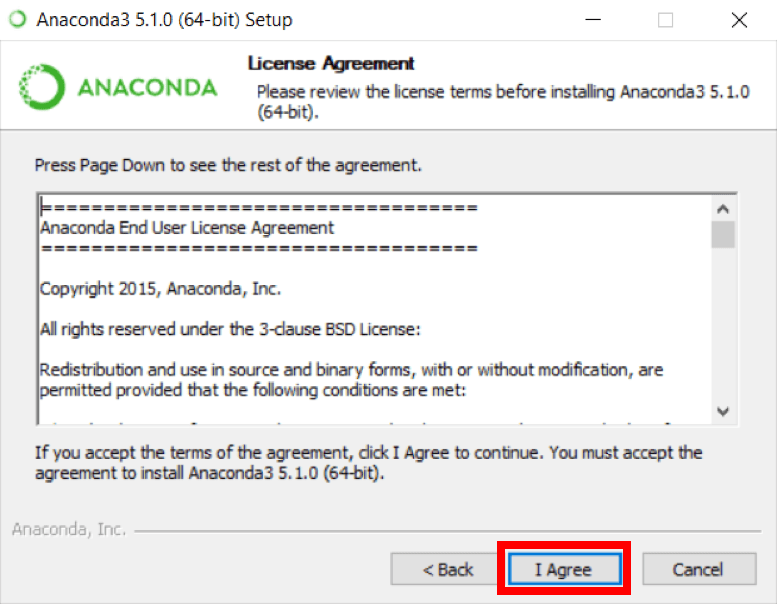 Anaconda3 5.1.0 (64-bit) Setup
ANACONDA
License Agreement
Please review the license terms before installing Anaconda3 5.1.0
(64-bit).
Press Page Down to see the rest of the agreement.
===================================
Anaconda End User License Agreement
===================================
Copyright 2015, Anaconda, Inc.
All rights reserved under the 3-clause BSD License:
Redistribution and use in source and binary forms, with or without modification, are
permitted provided that the following conditions are met:
If you accept the terms of the agreement, click I Agree to continue. You must accept the
agreement to install Anaconda3 5.1.0 (64-bit).
Anaconda, Inc.
< Back
I Agree
Cancel